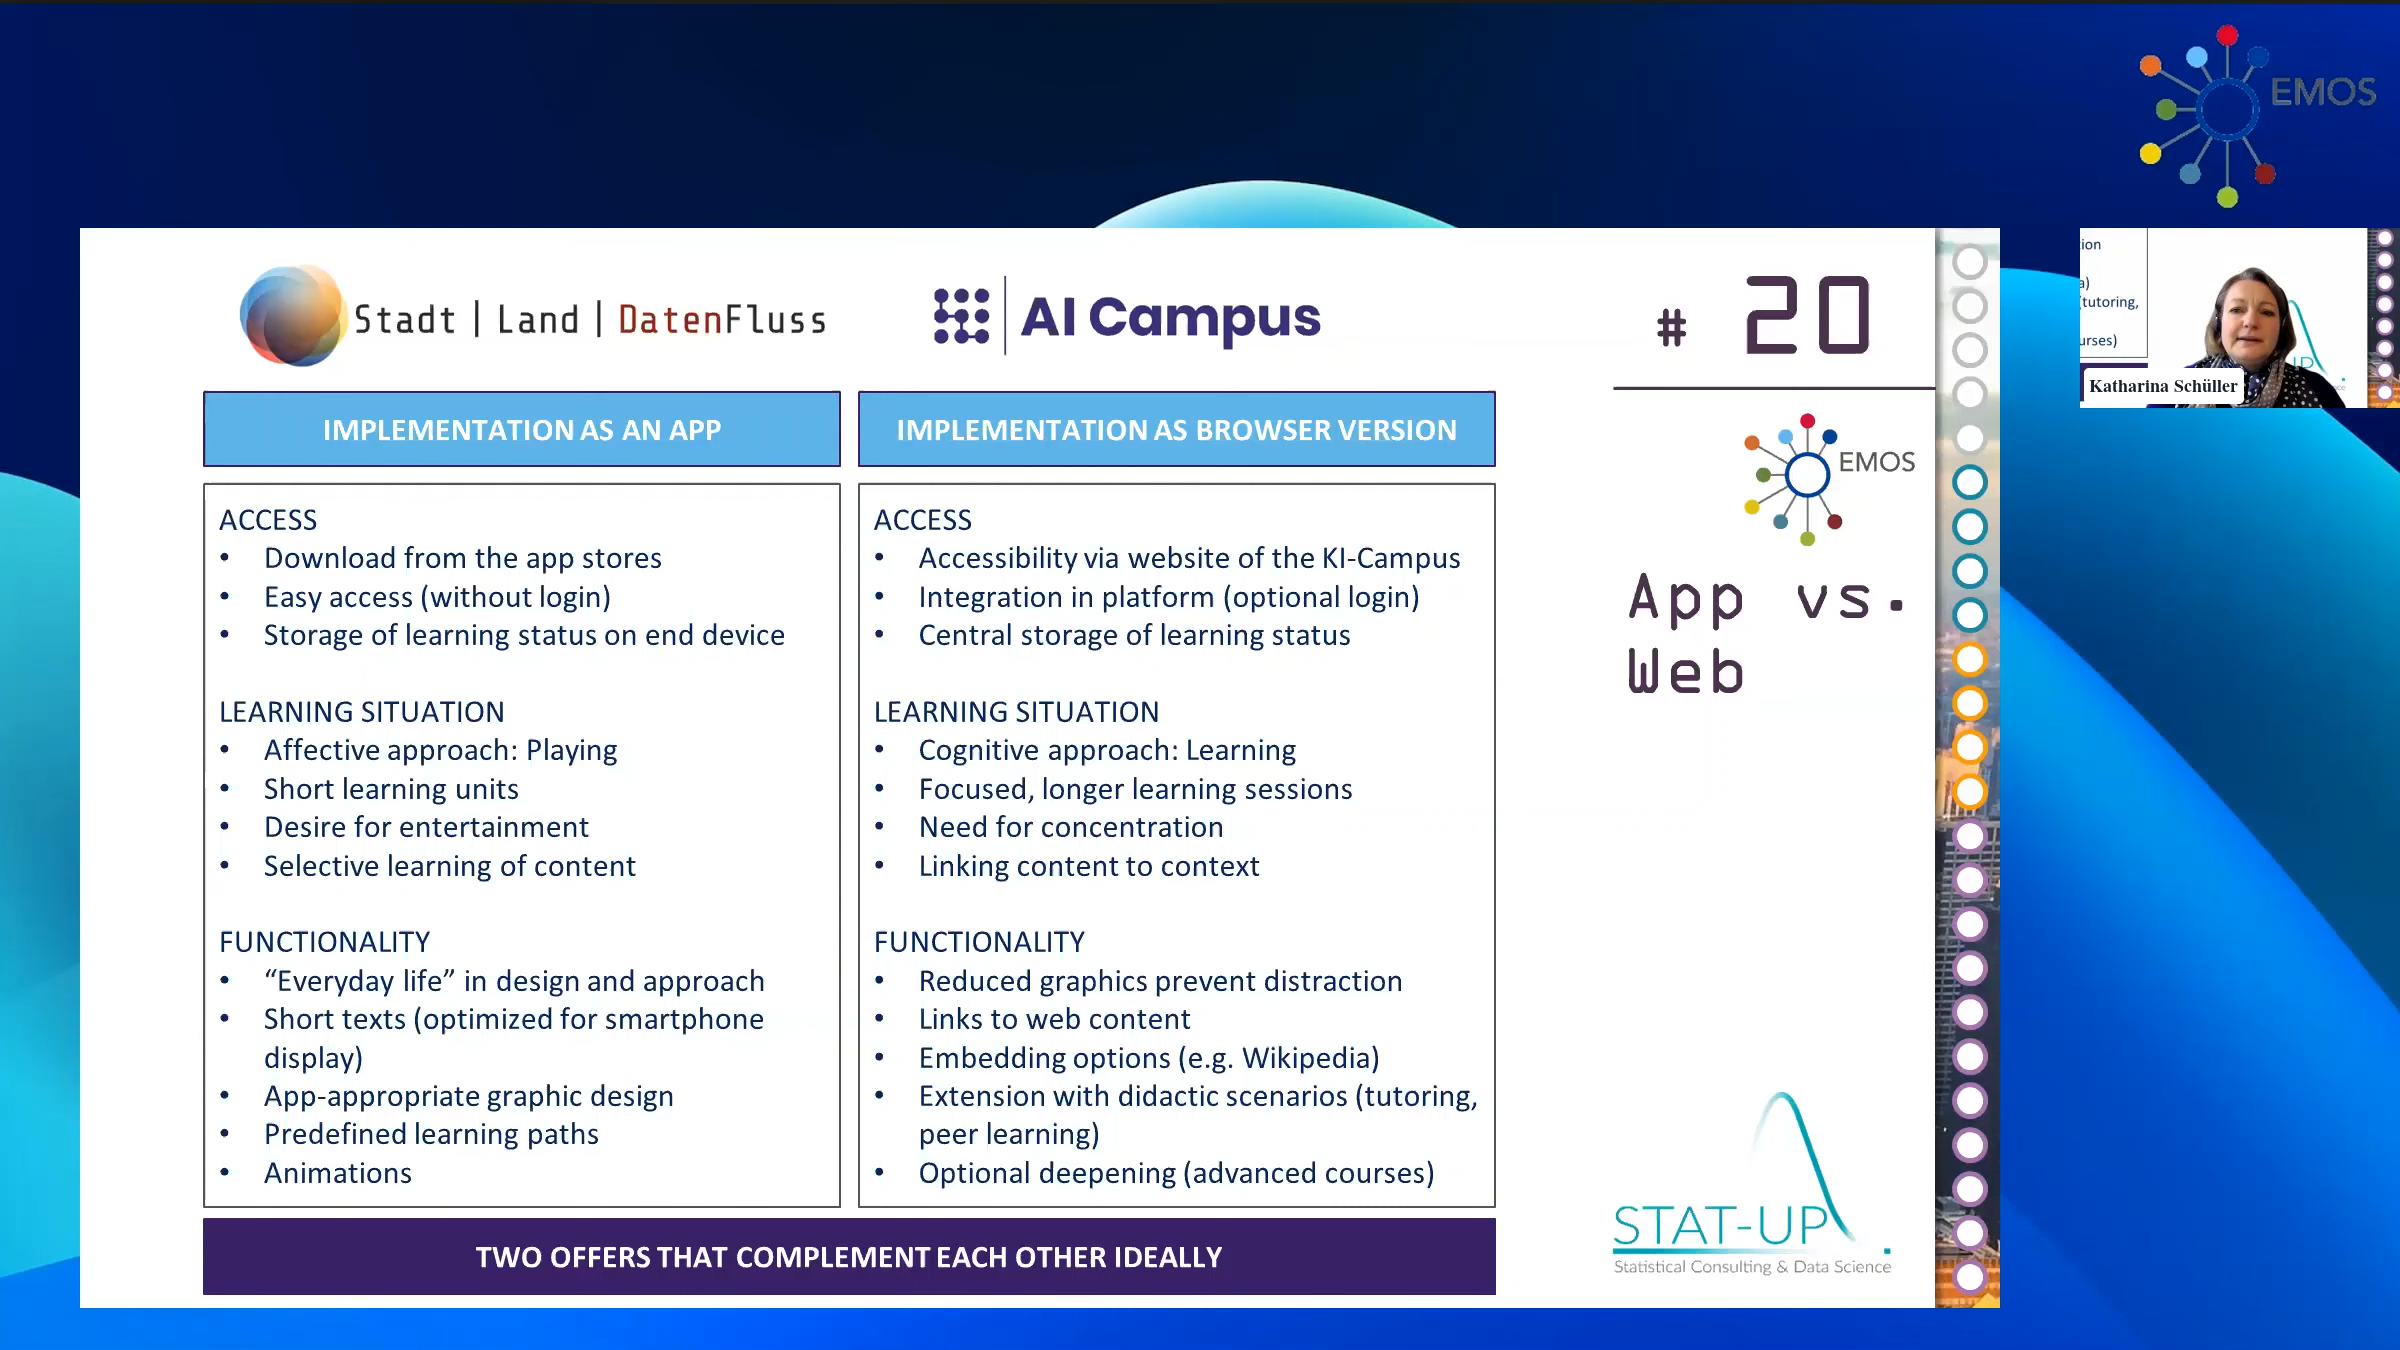 EMOS
Stadt | Land | DatenFluss
AI Campus
# 20
IMPLEMENTATION AS AN APP
IMPLEMENTATION AS BROWSER VERSION
ACCESS
• Download from the app stores
• Easy access (without login)
• Storage of learning status on end device
LEARNING SITUATION
• Affective approach: Playing
• Short learning units
• Desire for entertainment
• Selective learning of content
FUNCTIONALITY
• “Everyday life” in design and approach
• Short texts (optimized for smartphone
display)
• App-appropriate graphic design
• Predefined learning paths
• Animations
ACCESS
• Accessibility via website of the KI-Campus
• Integration in platform (optional login)
• Central storage of learning status
LEARNING SITUATION
• Cognitive approach: Learning
• Focused, longer learning sessions
• Need for concentration
• Linking content to context
FUNCTIONALITY
• Reduced graphics prevent distraction
• Links to web content
• Embedding options (e.g. Wikipedia)
• Extension with didactic scenarios (tutoring,
peer learning)
• Optional deepening (advanced courses)
TWO OFFERS THAT COMPLEMENT EACH OTHER IDEALLY
EMOS
App vs.
Web
STAT-UP
Statistical Consulting & Data Science
(tutoring,
Katharina Schüller